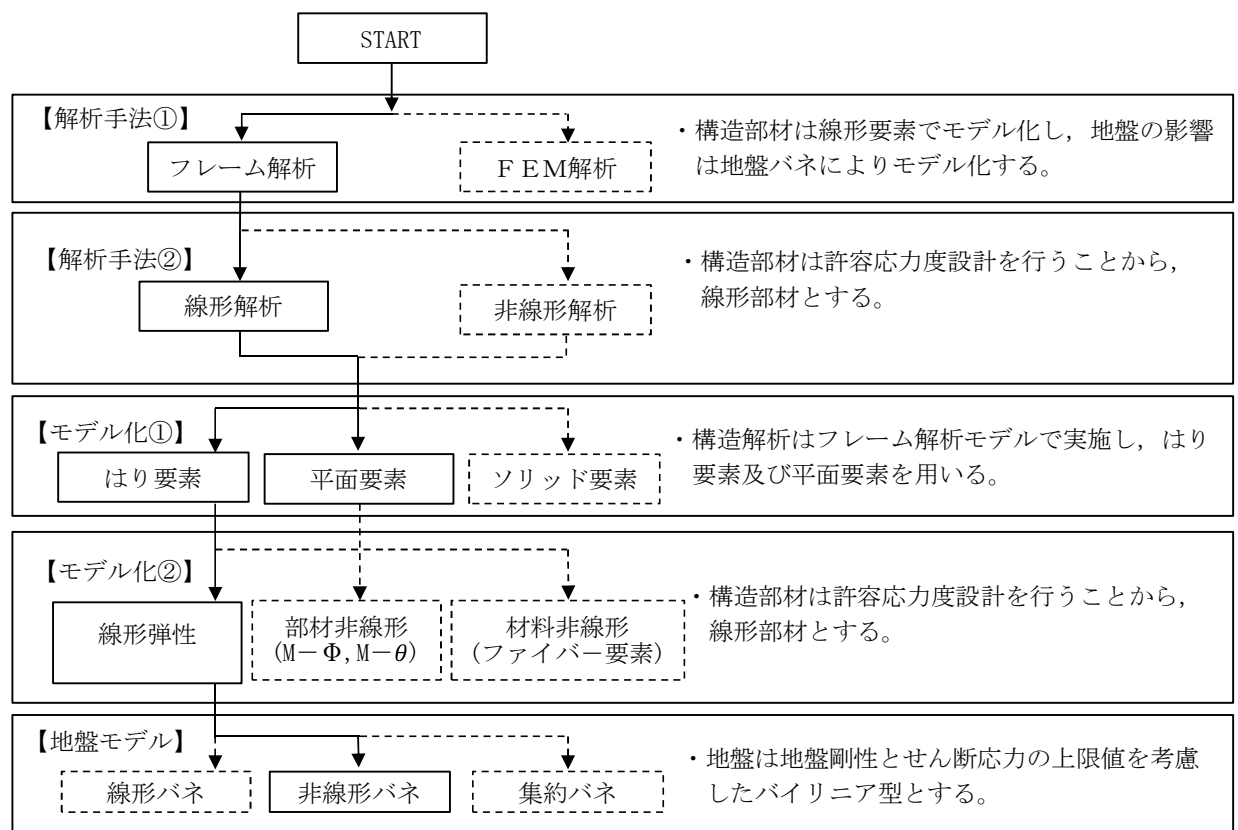 START
【解析手法①】
フレーム解析
ＦＥＭ解析
・構造部材は線形要素でモデル化し，地盤の影響
は地盤バネによりモデル化する。
【解析手法②】
線形解析
非線形解析
・構造部材は許容応力度設計を行うことから，
線形部材とする。
【モデル化①】
はり要素
平面要素
ソリッド要素
・構造解析はフレーム解析モデルで実施し，はり
要素及び平面要素を用いる。
【モデル化②】
線形弾性
部材非線形
(M－Φ,M－θ)
材料非線形
(ファイバー要素)
・構造部材は許容応力度設計を行うことから，
線形部材とする。
【地盤モデル】
線形バネ
非線形バネ
集約バネ
・地盤は地盤剛性とせん断応力の上限値を考慮
したバイリニア型とする。